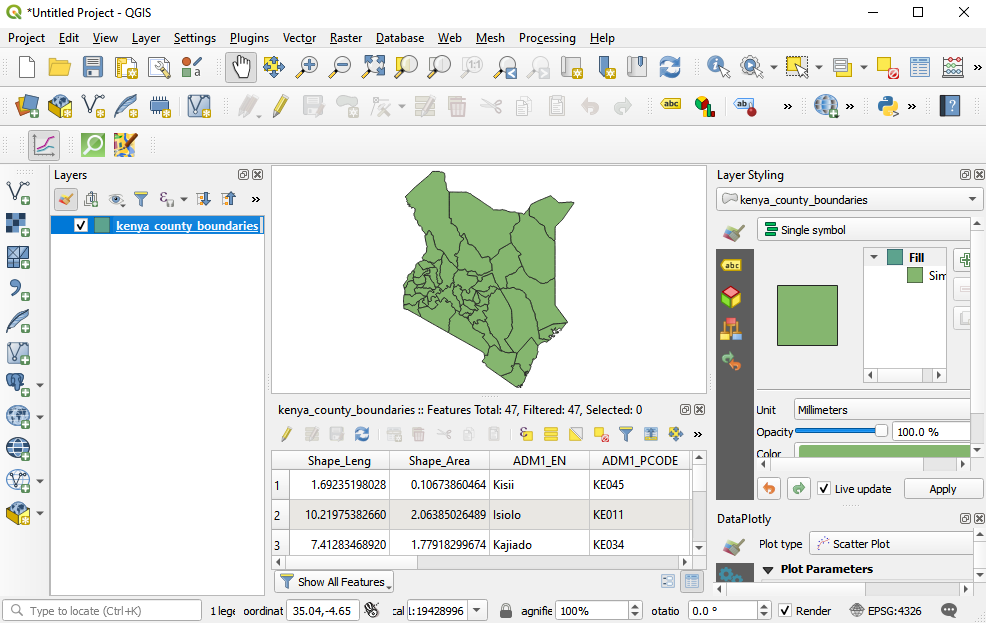 *Untitled Project - QGIS
Project Edit View Layer Settings Plugins Vector Raster Database Web Mesh Processing Help
1:1
abc
abc
ab
?
Layers
kenya_county_boundaries
Layer Styling
kenya_county_boundaries
Single symbol
abc
Fill
Sim
Unit Millimeters
Opacity 100.0 %
Color
Live update Apply
kenya_county_boundaries :: Features Total: 47, Filtered: 47, Selected: 0
Shape_Leng Shape_Area ADM1_EN ADM1_PCODE
1 1.69235198028 0.10673860464 Kisii KE045
2 10.21975382660 2.06385026489 Isiolo KE011
3 7.41283468920 1.77918299674 Kajiado KE034
Show All Features
DataPlotly
Plot type Scatter Plot
Plot Parameters
Type to locate (Ctrl+K) 1 lege oordinat 35.04,-4.65 cal L:19428996 agnifie 100% otatio 0.0 ° Render EPSG:4326